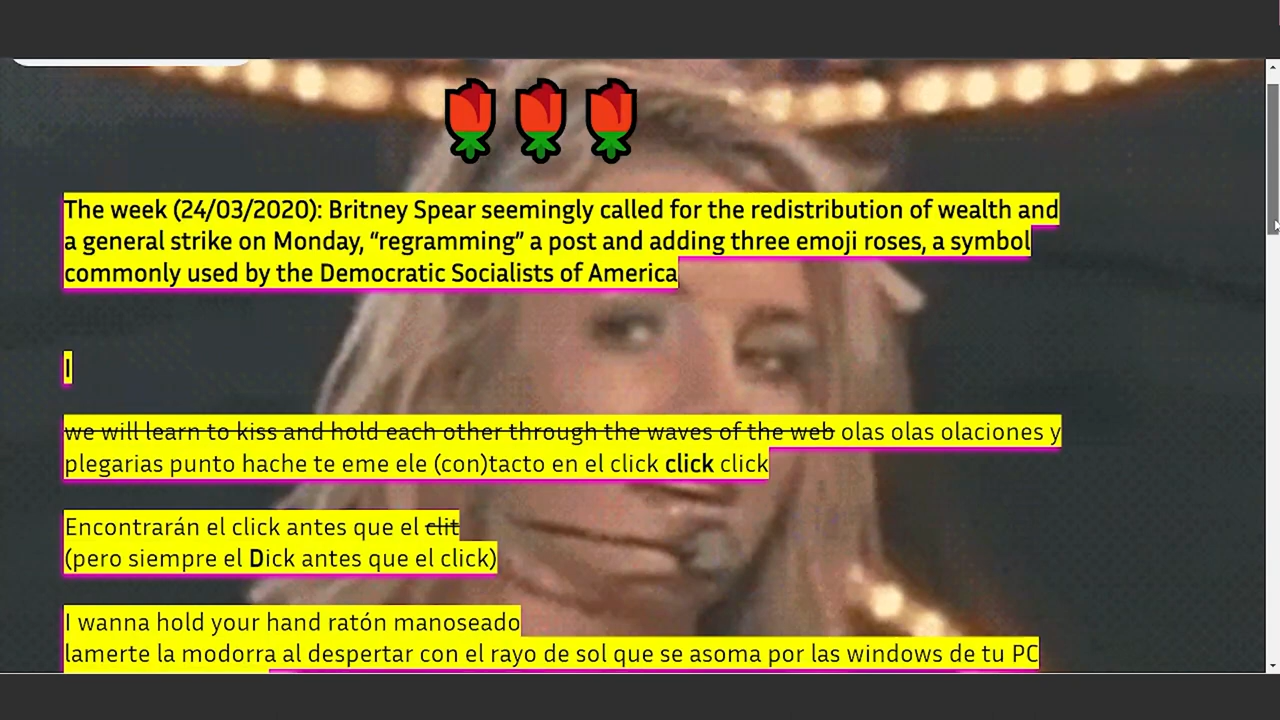 🌹🌹🌹
The week (24/03/2020): Britney Spear seemingly called for the redistribution of wealth and
a general strike on Monday, “regramming” a post and adding three emoji roses, a symbol
commonly used by the Democratic Socialists of America
I
we will learn to kiss and hold each other through the waves of the web olas olas olaciones y
plegarias punto hache te eme ele (con)tacto en el click click click
Encontrarán el click antes que el clit
(pero siempre el Dick antes que el click)
I wanna hold your hand ratón manoseado
lamerte la modorra al despertar con el rayo de sol que se asoma por las windows de tu PC